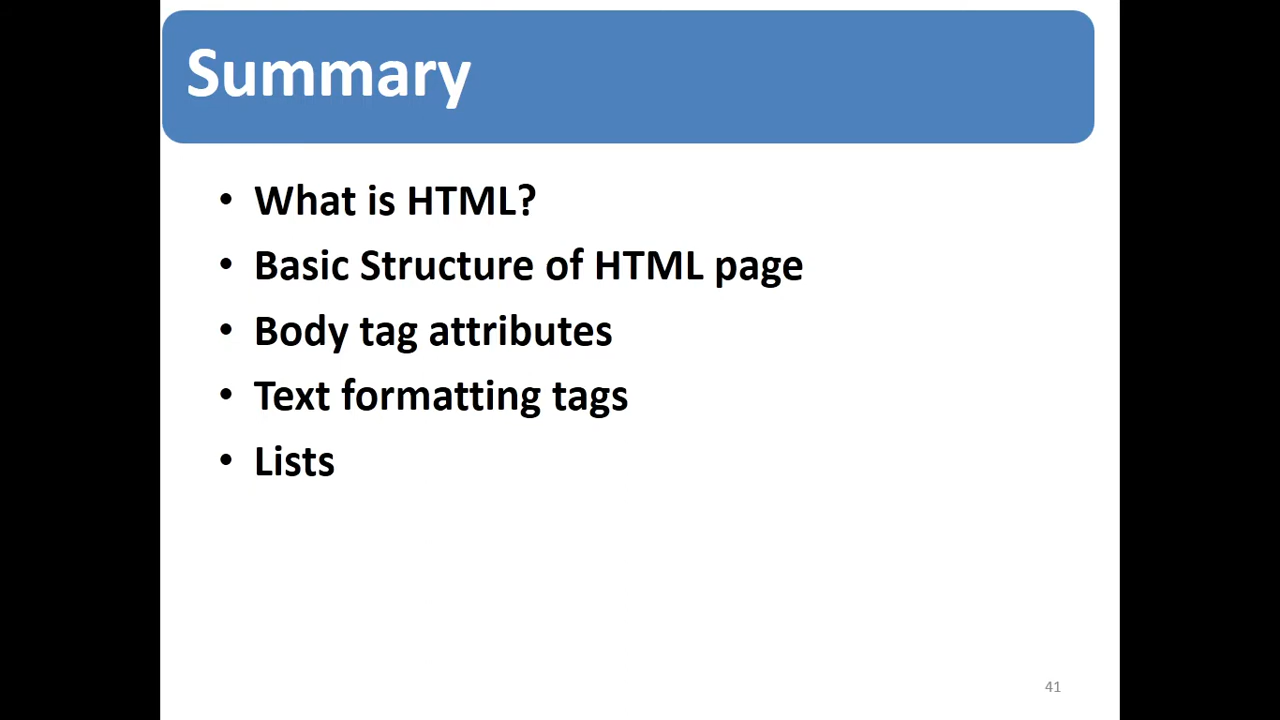 Summary
• What is HTML?
• Basic Structure of HTML page
• Body tag attributes
• Text formatting tags
• Lists
41